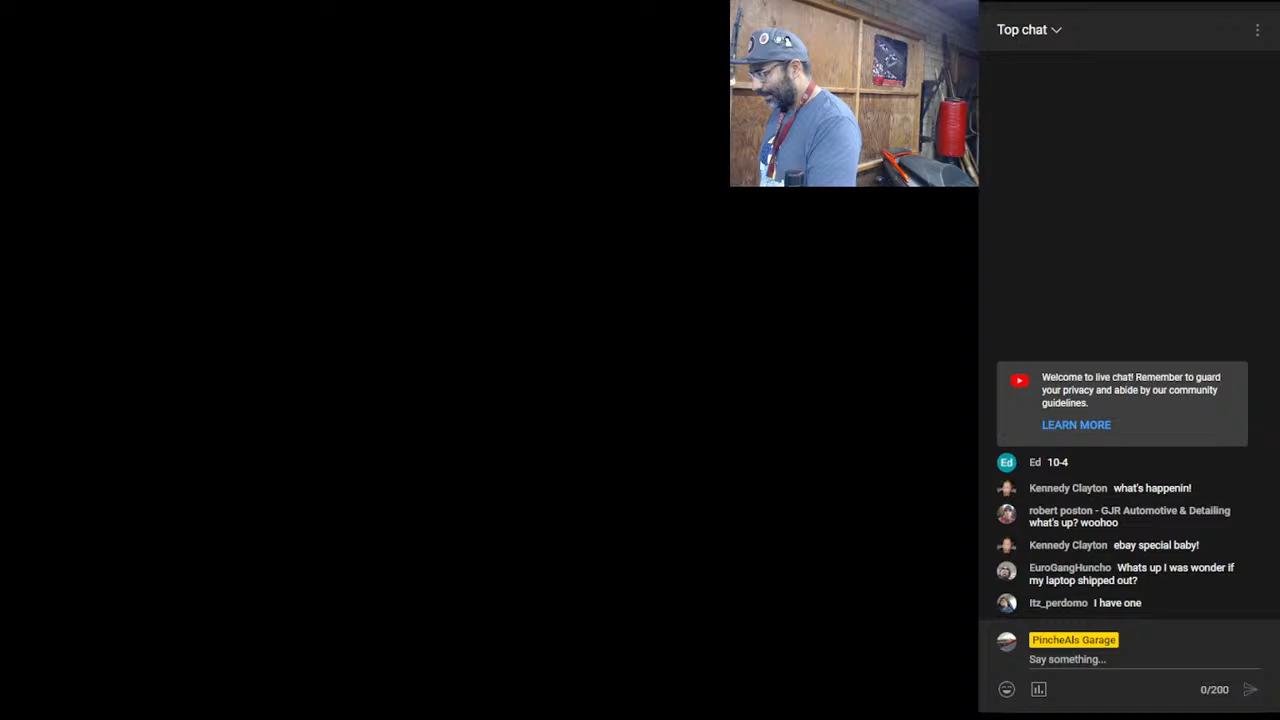 Top chat
Welcome to live chat! Remember to guard
your privacy and abide by our community
guidelines.
LEARN MORE
Ed Ed 10-4
Kennedy Clayton what's happenin!
robert poston - GJR Automotive & Detailing
what's up? woohoo
Kennedy Clayton ebay special baby!
EuroGangHuncho Whats up I was wonder if
my laptop shipped out?
Itz_perdomo I have one
PincheAls Garage
Say something...
0/200